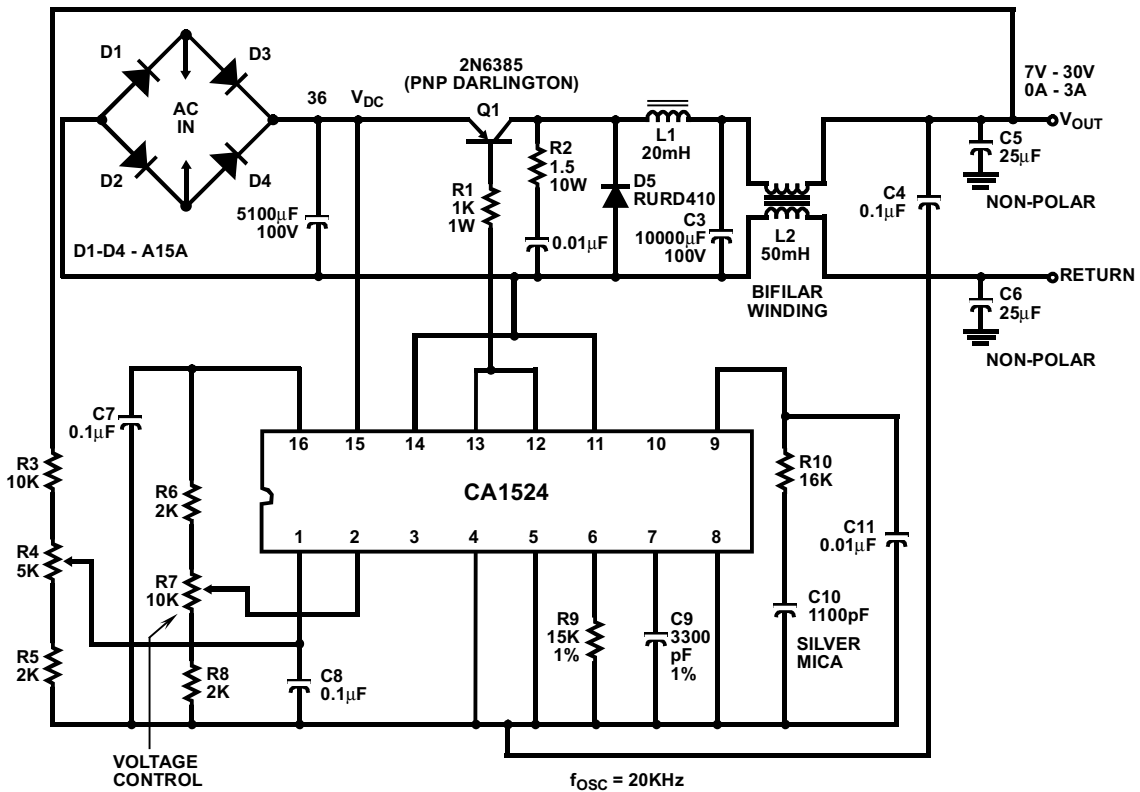 D1
D3
AC
IN
D2
D4
D1-D4 - A15A
36
V_DC
5100μF
100V
2N6385
(PNP DARLINGTON)
Q1
R1
1K
1W
R2
1.5
10W
0.01μF
D5
RURD410
L1
20mH
C3
10000μF
100V
L2
50mH
BIFILAR
WINDING
C4
0.1μF
7V - 30V
0A - 3A
V_OUT
C5
25μF
NON-POLAR
RETURN
C6
25μF
NON-POLAR
C7
0.1μF
R3
10K
R4
5K
R5
2K
R6
2K
R7
10K
R8
2K
VOLTAGE
CONTROL
16 15 14 13 12 11 10 9
CA1524
1 2 3 4 5 6 7 8
C8
0.1μF
R9
15K
1%
C9
3300
pF
1%
R10
16K
C10
1100pF
SILVER
MICA
C11
0.01μF
f_OSC = 20KHz